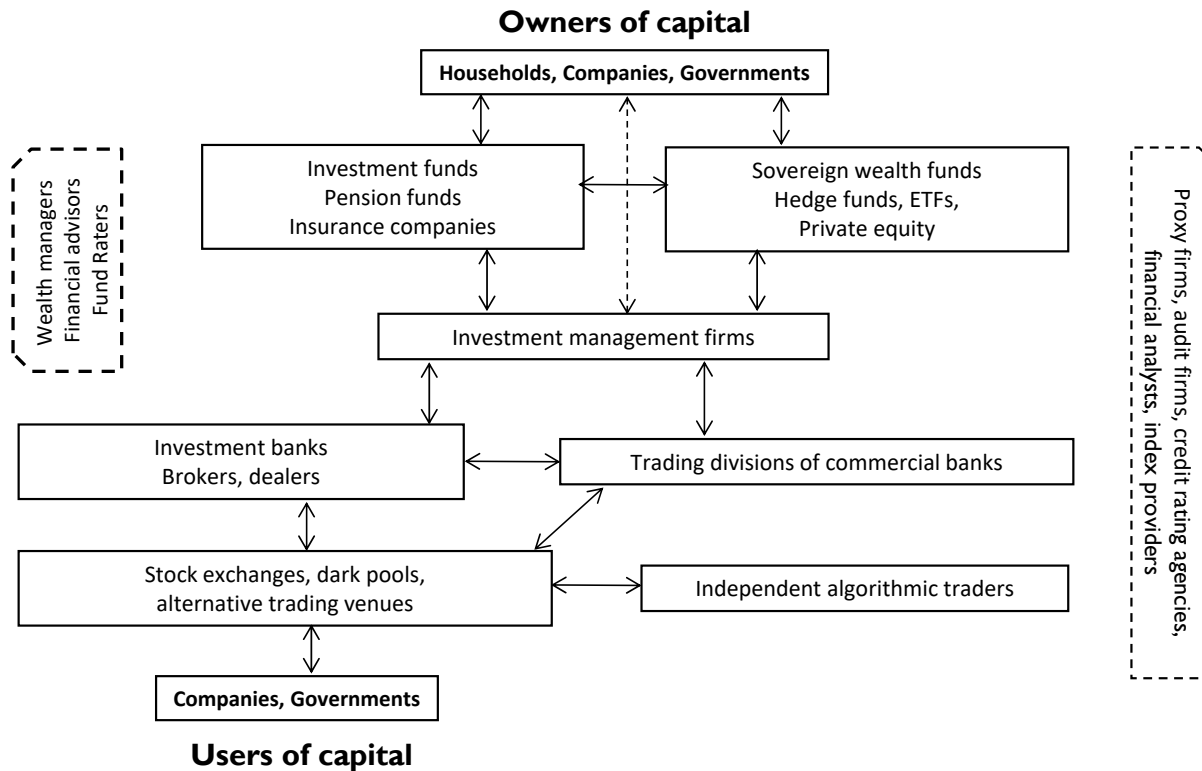 Owners of capital
Households, Companies, Governments
Investment funds
Pension funds
Insurance companies
Sovereign wealth funds
Hedge funds, ETFs,
Private equity
Wealth managers
Financial advisors
Fund Raters
Proxy firms, audit firms, credit rating agencies,
financial analysts, index providers
Investment management firms
Investment banks
Brokers, dealers
Trading divisions of commercial banks
Stock exchanges, dark pools,
alternative trading venues
Independent algorithmic traders
Companies, Governments
Users of capital